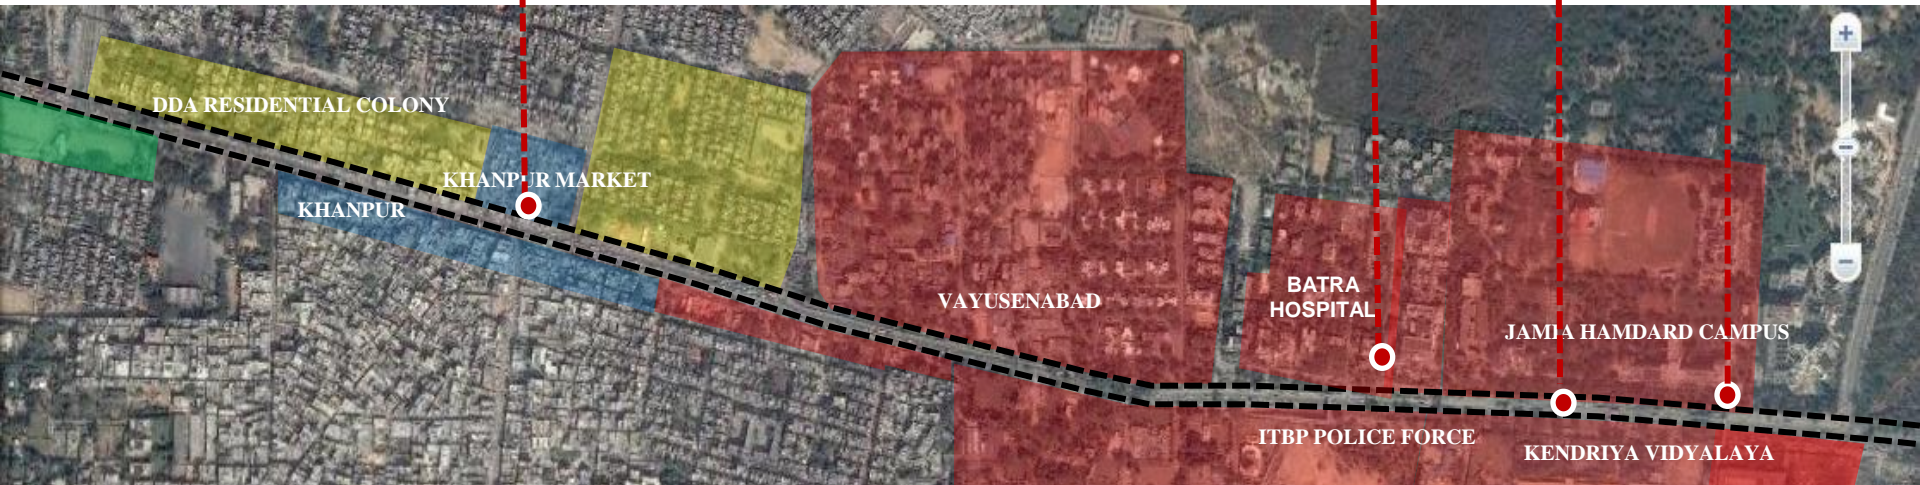 DDA RESIDENTIAL COLONY
KHANPUR MARKET
KHANPUR
VAYUSENABAD
BATRA
HOSPITAL
JAMIA HAMDARD CAMPUS
ITBP POLICE FORCE
KENDRIYA VIDYALAYA